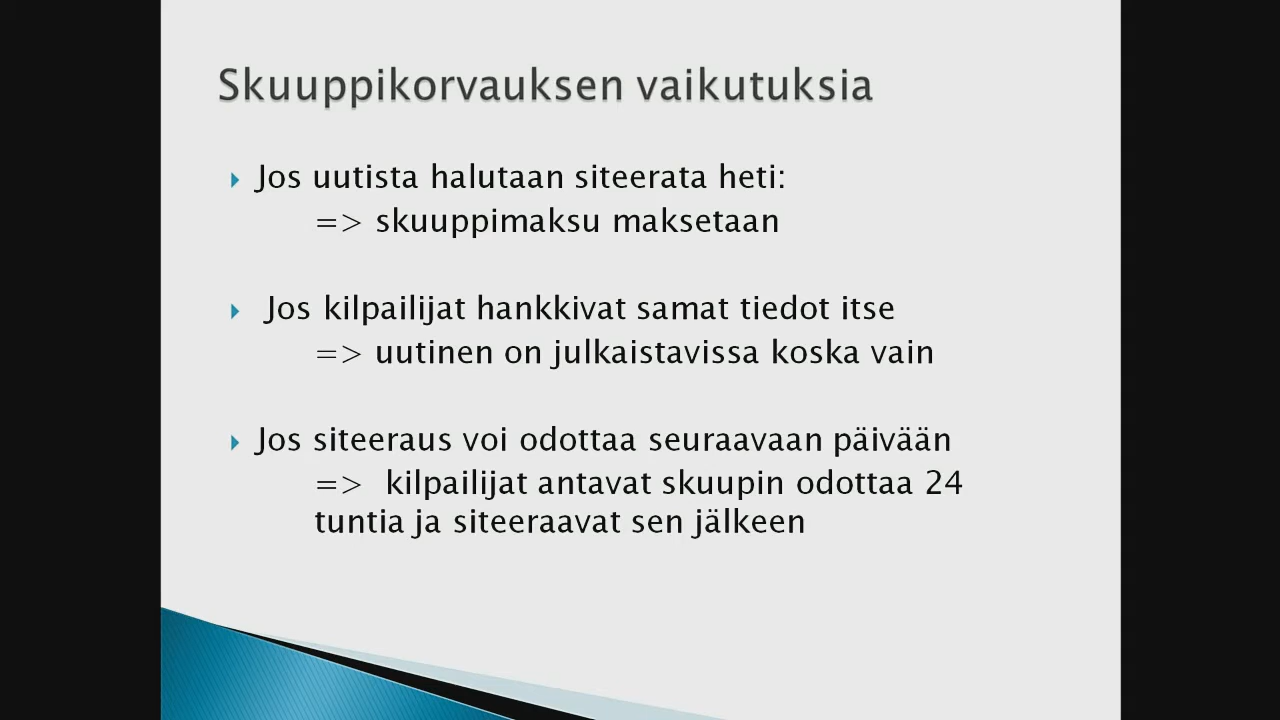 Skuuppikorvauksen vaikutuksia
Jos uutista halutaan siteerata heti:
=> skuuppimaksu maksetaan
Jos kilpailijat hankkivat samat tiedot itse
=> uutinen on julkaistavissa koska vain
Jos siteeraus voi odottaa seuraavaan päivään
=> kilpailijat antavat skuupin odottaa 24
tuntia ja siteeraavat sen jälkeen